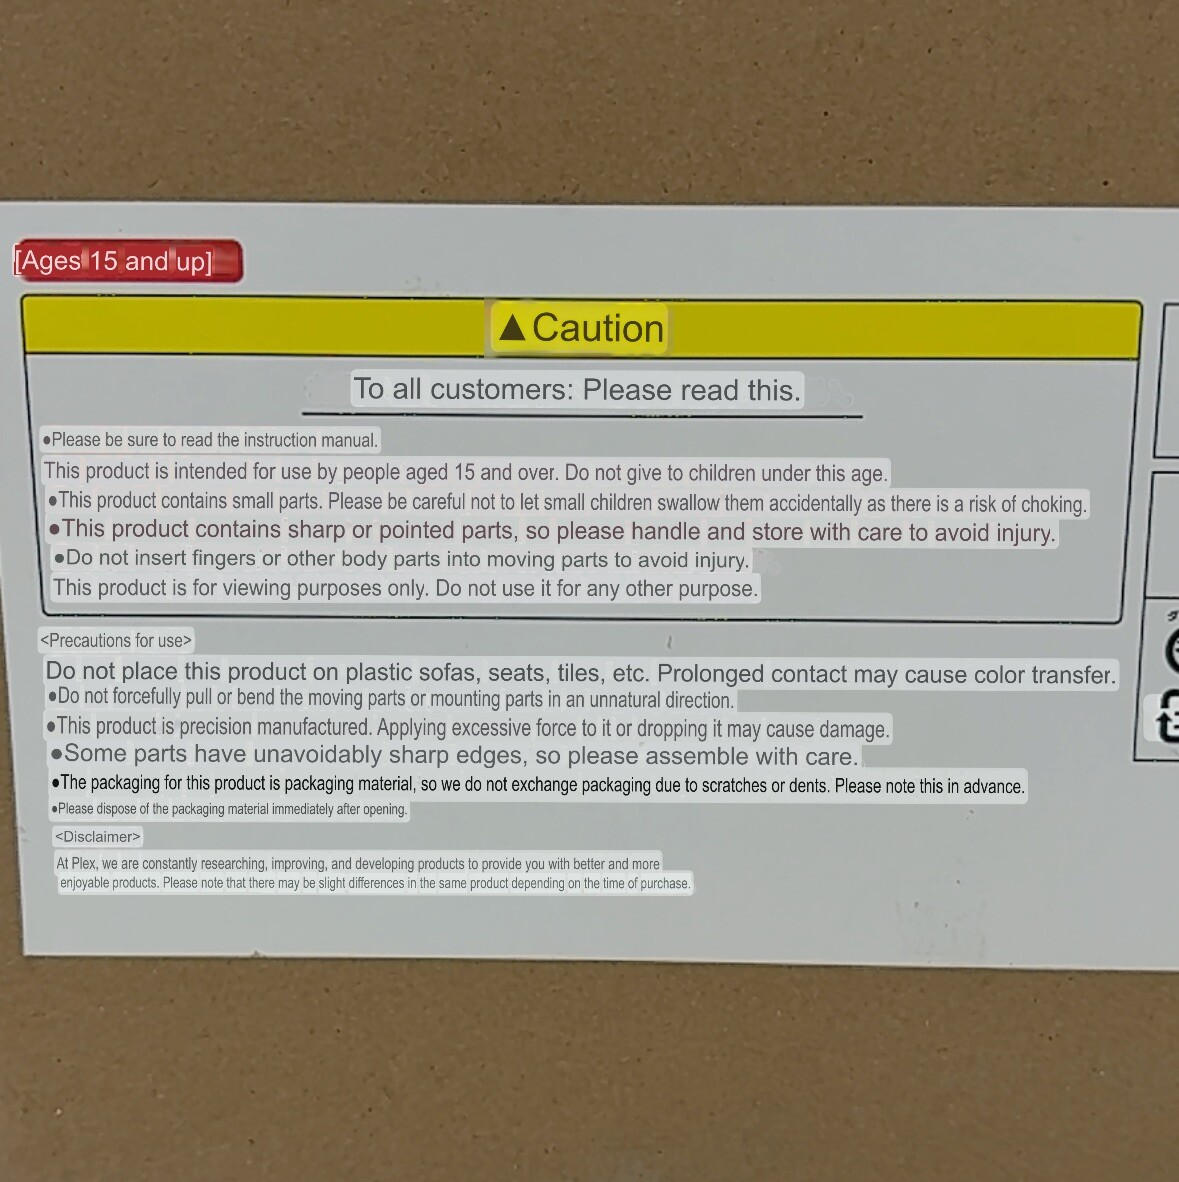 [Ages 15 and up]
▲Caution
To all customers: Please read this.
●Please be sure to read the instruction manual.
This product is intended for use by people aged 15 and over. Do not give to children under this age.
●This product contains small parts. Please be careful not to let small children swallow them accidentally as there is a risk of choking.
●This product contains sharp or pointed parts, so please handle and store with care to avoid injury.
●Do not insert fingers or other body parts into moving parts to avoid injury.
This product is for viewing purposes only. Do not use it for any other purpose.
<Precautions for use>
Do not place this product on plastic sofas, seats, tiles, etc. Prolonged contact may cause color transfer.
●Do not forcefully pull or bend the moving parts or mounting parts in an unnatural direction.
●This product is precision manufactured. Applying excessive force to it or dropping it may cause damage.
●Some parts have unavoidably sharp edges, so please assemble with care.
●The packaging for this product is packaging material, so we do not exchange packaging due to scratches or dents. Please note this in advance.
●Please dispose of the packaging material immediately after opening.
<Disclaimer>
At Plex, we are constantly researching, improving, and developing products to provide you with better and more
enjoyable products. Please note that there may be slight differences in the same product depending on the time of purchase.